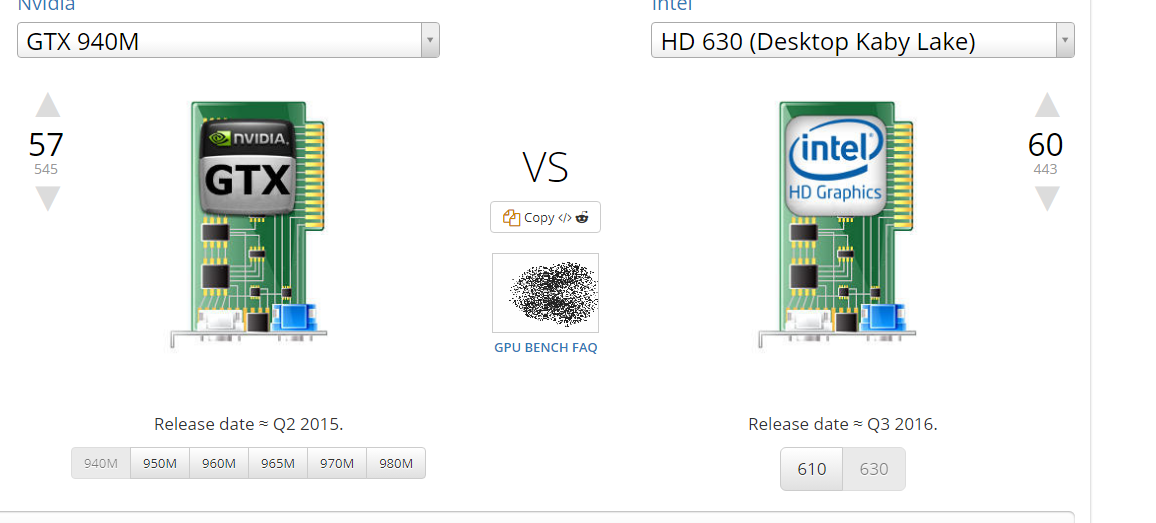 Nvidia
Intel
GTX 940M
HD 630 (Desktop Kaby Lake)
57
545
NVIDIA.
GTX
VS
Copy </>
GPU BENCH FAQ
intel
HD Graphics
60
443
Release date ≈ Q2 2015.
Release date ≈ Q3 2016.
940M 950M 960M 965M 970M 980M
610 630